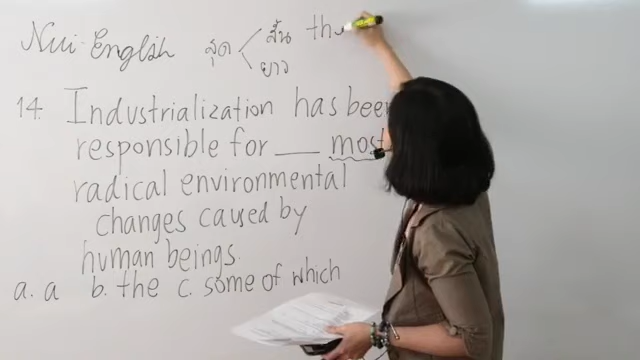 Nui English
สุด
สั้น
ยาว
14. Industrialization has been
responsible for ___ most
radical environmental
changes caused by
human beings.
a. a b. the c. some of which